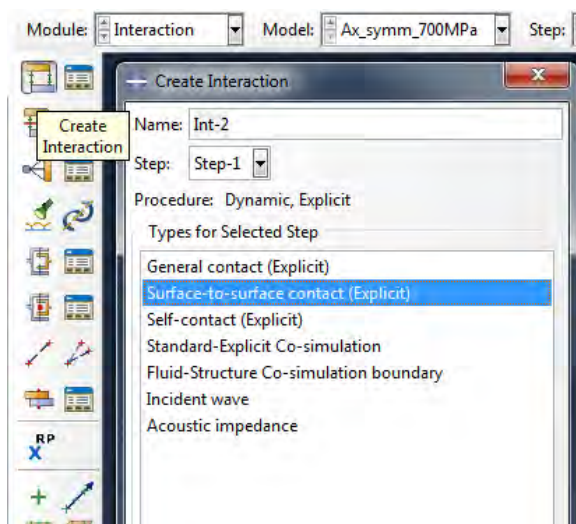 Module: Interaction Model: Ax_symm_700MPa Step:
Create Interaction
Create
Interaction
Name: Int-2
Step: Step-1
Procedure: Dynamic, Explicit
Types for Selected Step
General contact (Explicit)
Surface-to-surface contact (Explicit)
Self-contact (Explicit)
Standard-Explicit Co-simulation
Fluid-Structure Co-simulation boundary
Incident wave
Acoustic impedance
RP